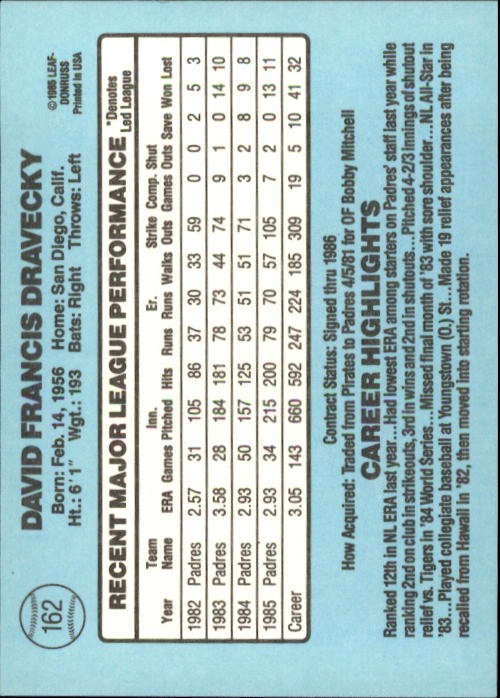 162
DAVID FRANCIS DRAVECKY
©1985 LEAF-
DONRUSS
Printed in USA
Born: Feb. 14, 1956 Home: San Diego, Calif.
Ht.: 6'1" Wgt.: 193 Bats: Right Throws: Left
RECENT MAJOR LEAGUE PERFORMANCE *Denotes Led League
Year Team Name ERA Games Inn. Pitched Hits Runs Er. Runs Walks Strike Outs Comp. Games Shut Outs Save Won Lost
1982 Padres 2.57 31 105 86 37 30 33 59 0 0 2 5 3
1983 Padres 3.58 28 184 181 78 73 44 74 9 1 0 14 10
1984 Padres 2.93 50 157 125 53 51 51 71 3 2 8 9 8
1985 Padres 2.93 34 215 200 79 70 57 105 7 2 0 13 11
Career 3.05 143 660 592 247 224 185 309 19 5 10 41 32
Contract Status: Signed thru 1986
How Acquired: Traded from Pirates to Padres 4/5/81 for OF Bobby Mitchell
CAREER HIGHLIGHTS
Ranked 12th in NL ERA last year...Had lowest ERA among starters on Padres' staff last year while
ranking 2nd on club in strikeouts, 3rd in wins and 2nd in shutouts...Pitched 4-2/3 innings of shutout
relief vs. Tigers in '84 World Series...Missed final month of '83 with sore shoulder...NL All-Star in
'83...Played collegiate baseball at Youngstown (O.) St...Made 19 relief appearances after being
recalled from Hawaii in '82, then moved into starting rotation.